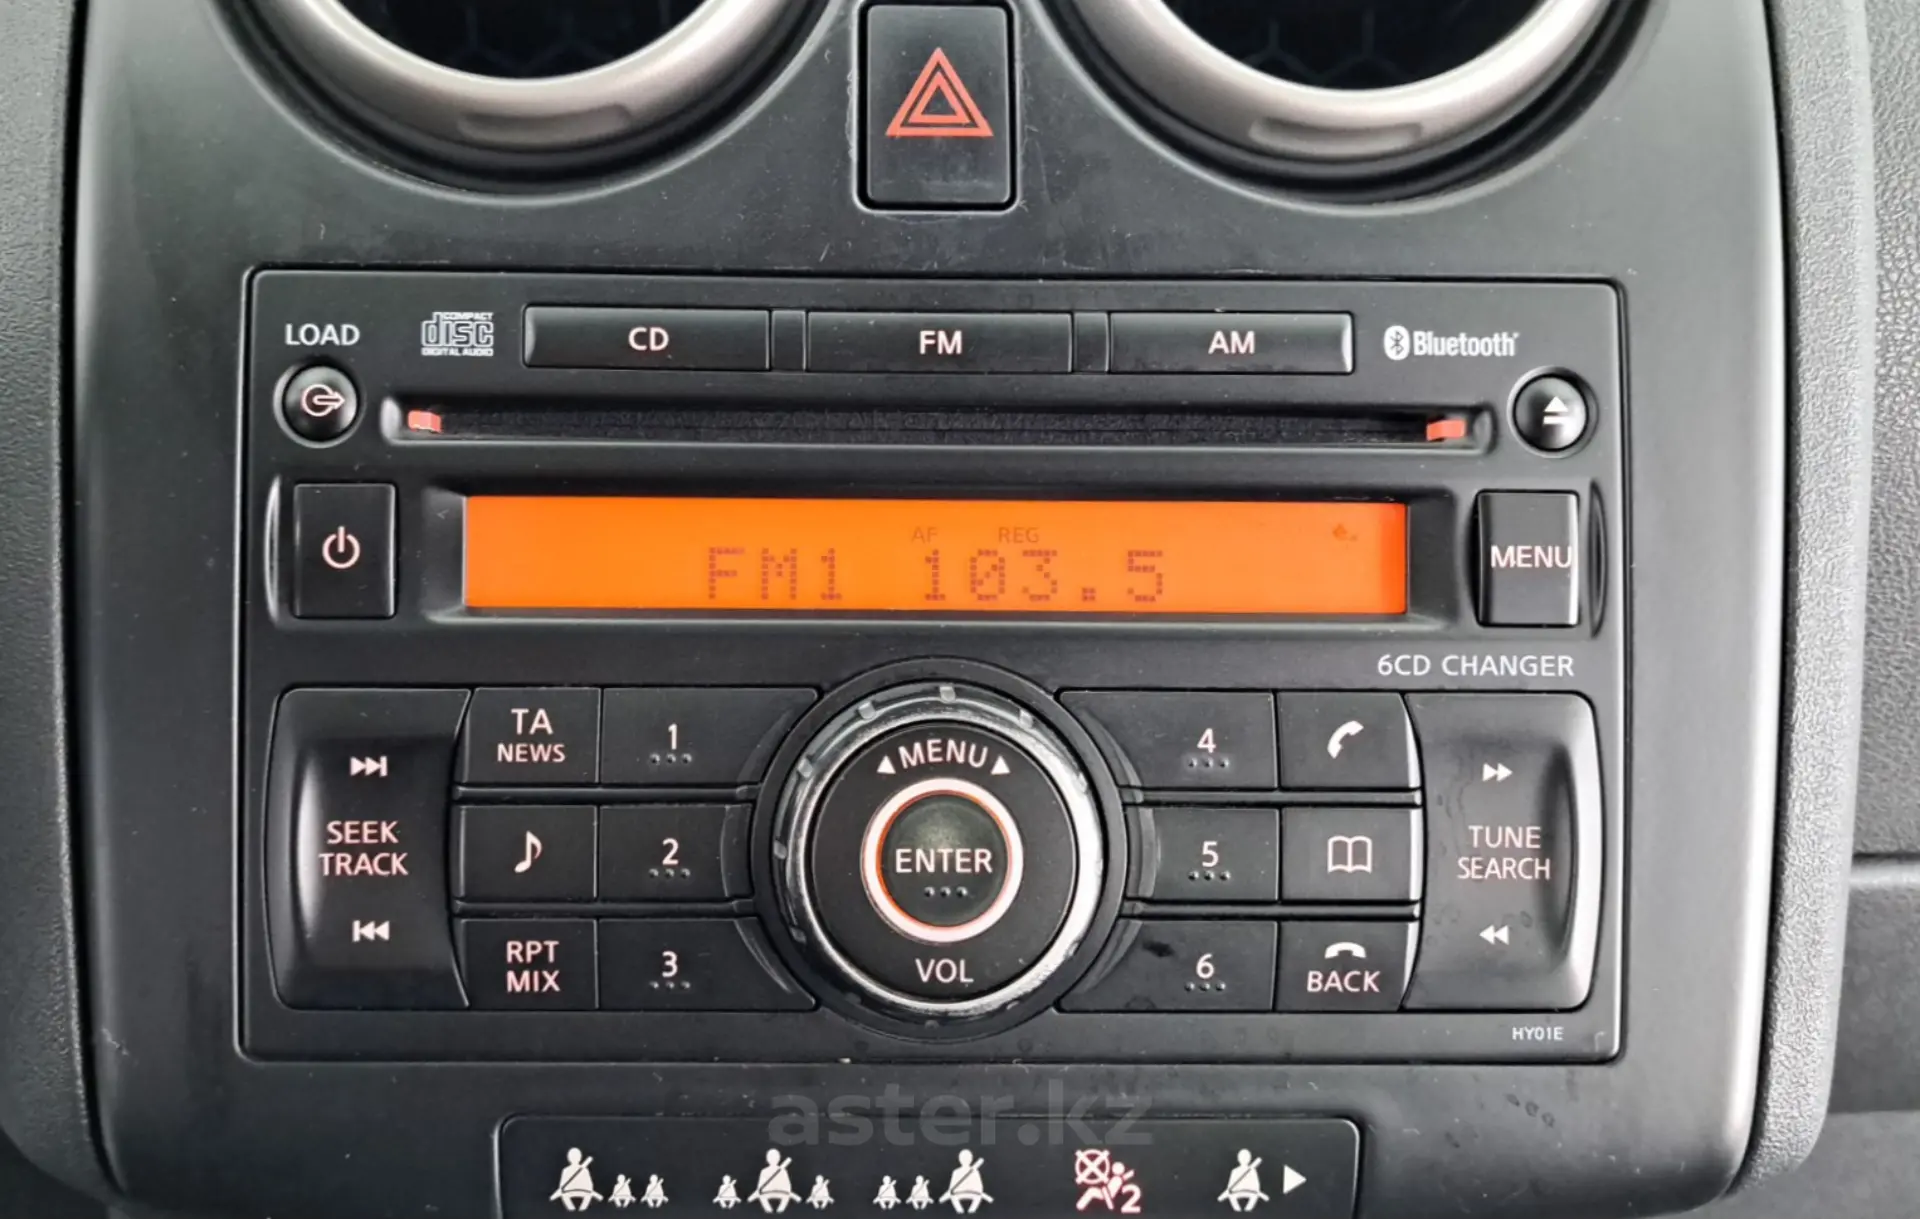 LOAD
COMPACT
disc
DIGITAL AUDIO
CD
FM
AM
Bluetooth
AF REG
FM1 103.5
MENU
6CD CHANGER
TA
NEWS
1
4
MENU
SEEK
TRACK
2
ENTER
5
TUNE
SEARCH
RPT
MIX
3
VOL
6
BACK
HY01E
aster.kz
2